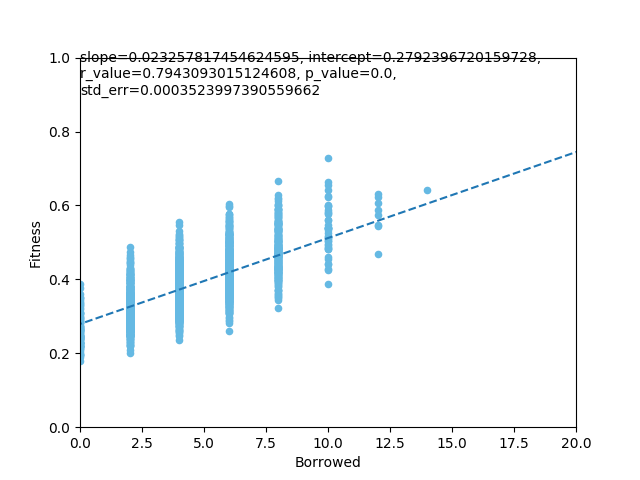 slope=0.023257817454624595, intercept=0.2792396720159728,
r_value=0.7943093015124608, p_value=0.0,
std_err=0.0003523997390559662
1.0
0.8
0.6
0.4
0.2
0.0
Fitness
0.0 2.5 5.0 7.5 10.0 12.5 15.0 17.5 20.0
Borrowed